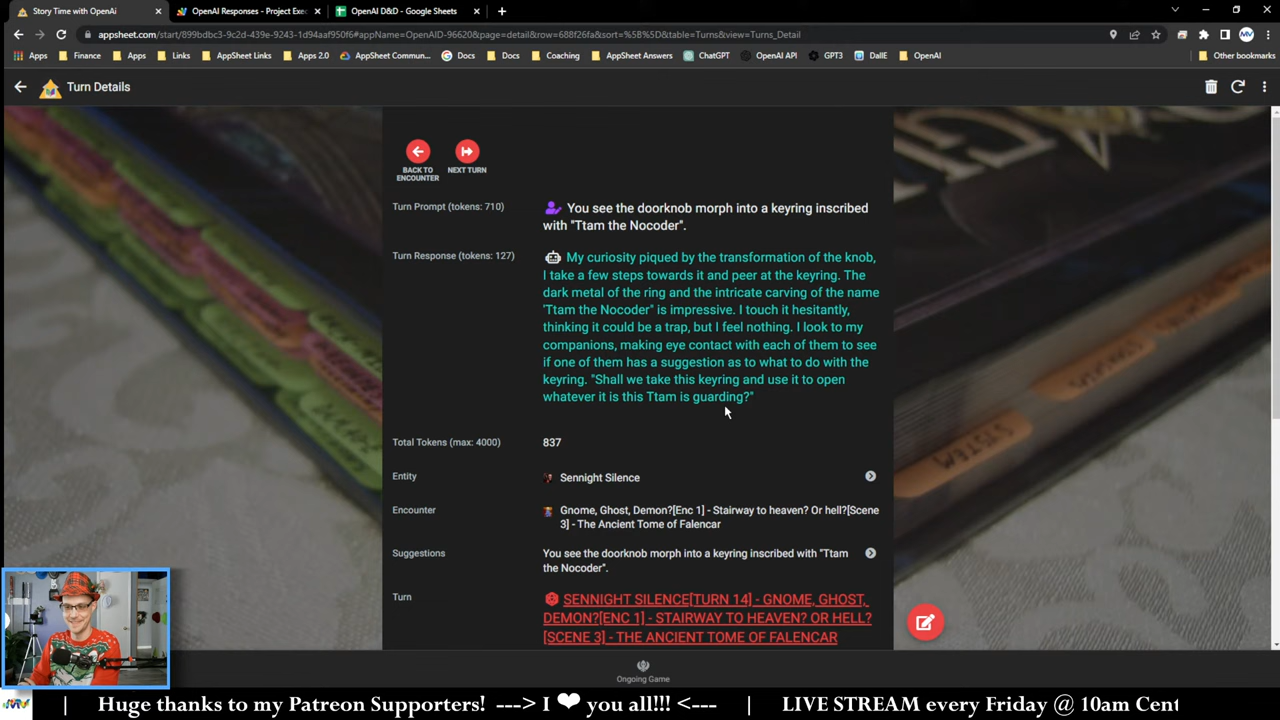 Story Time with OpenAi
OpenAI Responses - Project Exec
OpenAI D&D - Google Sheets
appsheet.com/start/899bdbc3-9c2d-439e-9243-1d94aaf950f6#appName=OpenAID-96620&page=detail&row=688f26fa&sort=%5B%5D&table=Turns&view=Turns_Detail
Apps
Finance
Apps
Links
AppSheet Links
Apps 2.0
AppSheet Commun...
Docs
Docs
Coaching
AppSheet Answers
ChatGPT
OpenAI API
GPT3
DallE
OpenAI
Other bookmarks
Turn Details
BACK TO
ENCOUNTER
NEXT TURN
Turn Prompt (tokens: 710)
You see the doorknob morph into a keyring inscribed
with "Ttam the Nocoder".
Turn Response (tokens: 127)
My curiosity piqued by the transformation of the knob,
I take a few steps towards it and peer at the keyring. The
dark metal of the ring and the intricate carving of the name
'Ttam the Nocoder" is impressive. I touch it hesitantly,
thinking it could be a trap, but I feel nothing. I look to my
companions, making eye contact with each of them to see
if one of them has a suggestion as to what to do with the
keyring. "Shall we take this keyring and use it to open
whatever it is this Ttam is guarding?"
Total Tokens (max: 4000)
837
Entity
Sennight Silence
Encounter
Gnome, Ghost, Demon?[Enc 1] - Stairway to heaven? Or hell?[Scene
3] - The Ancient Tome of Falencar
Suggestions
You see the doorknob morph into a keyring inscribed with "Ttam
the Nocoder".
Turn
SENNIGHT SILENCE[TURN 14] - GNOME, GHOST,
DEMON?[ENC 1] - STAIRWAY TO HEAVEN? OR HELL?
[SCENE 3] - THE ANCIENT TOME OF FALENCAR
SYSTEM
Ongoing Game
MV
| Huge thanks to my Patreon Supporters! ---> I ❤ you all!!! <--- | LIVE STREAM every Friday @ 10am Cent